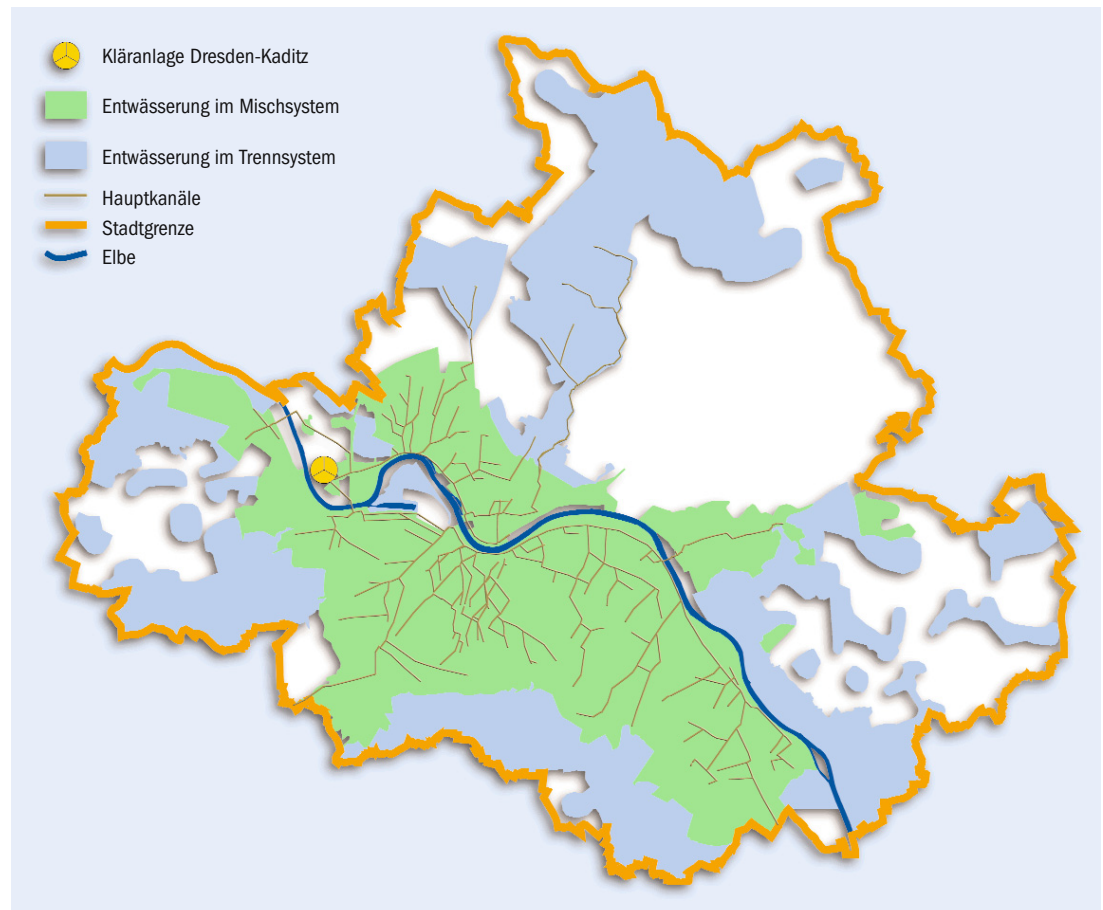 Kläranlage Dresden-Kaditz
Entwässerung im Mischsystem
Entwässerung im Trennsystem
Hauptkanäle
Stadtgrenze
Elbe